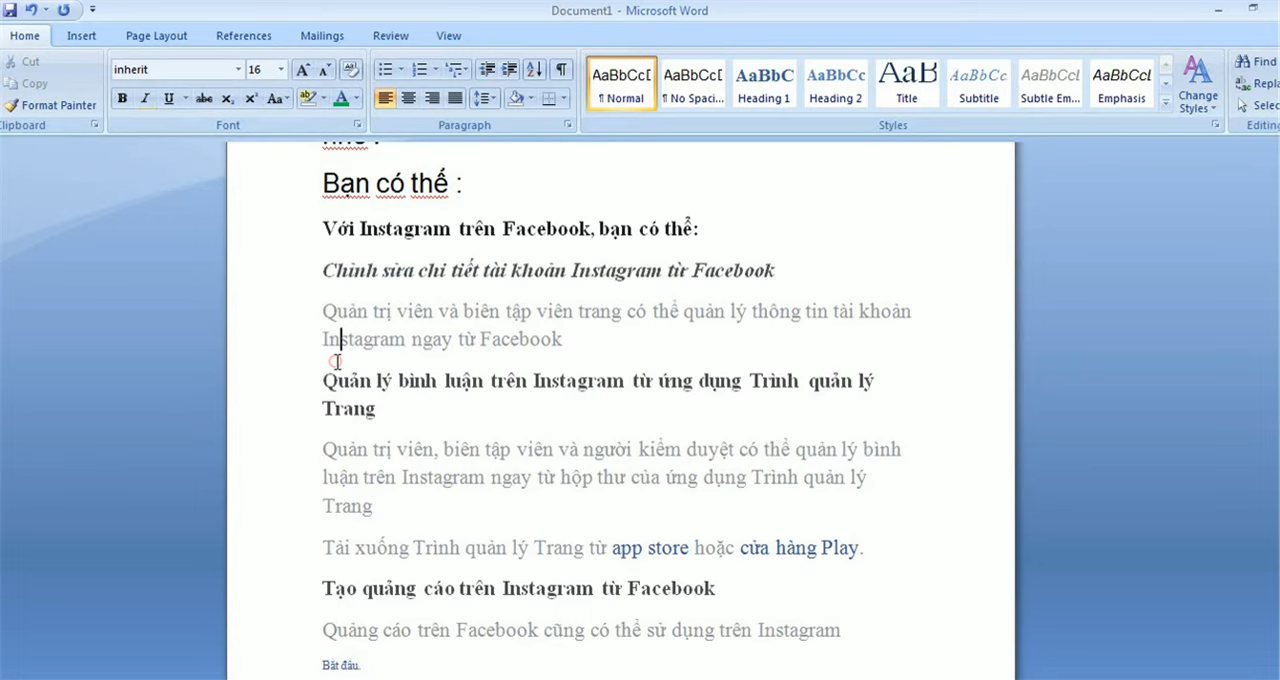 Document1 - Microsoft Word
Home Insert Page Layout References Mailings Review View
Cut
Copy
Format Painter
inherit 16
AaBbCcD AaBbCcD AaBbC AaBbCc AaB AaBbCc AaBbCcL AaBbCcL
¶ Normal ¶ No Spaci... Heading 1 Heading 2 Title Subtitle Subtle Em... Emphasis
Change
Styles
Find
Font Paragraph Styles
Bạn có thể :
Với Instagram trên Facebook, bạn có thể:
Chỉnh sửa chi tiết tài khoản Instagram từ Facebook
Quản trị viên và biên tập viên trang có thể quản lý thông tin tài khoản
Instagram ngay từ Facebook
Quản lý bình luận trên Instagram từ ứng dụng Trình quản lý
Trang
Quản trị viên, biên tập viên và người kiểm duyệt có thể quản lý bình
luận trên Instagram ngay từ hộp thư của ứng dụng Trình quản lý
Trang
Tải xuống Trình quản lý Trang từ app store hoặc cửa hàng Play.
Tạo quảng cáo trên Instagram từ Facebook
Quảng cáo trên Facebook cũng có thể sử dụng trên Instagram
Bắt đầu.